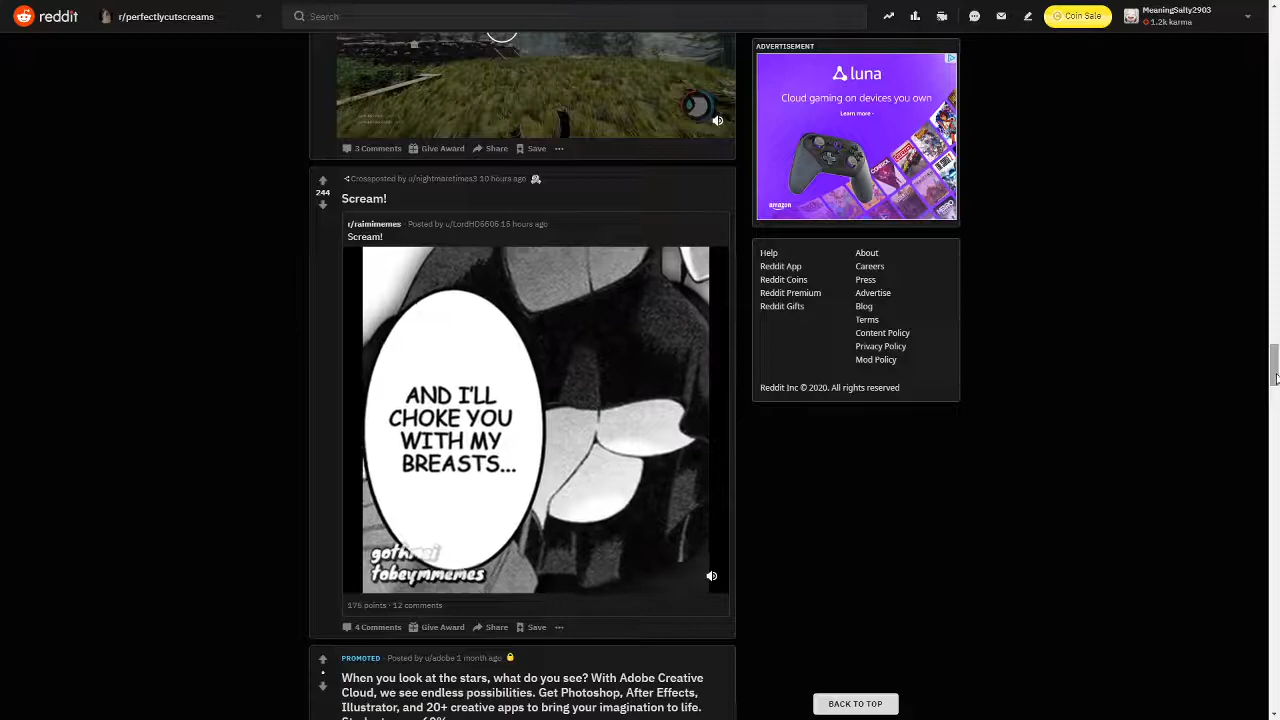 reddit
r/perfectlycutscreams
Search
Coin Sale
MeaningSalty2903
1.2k karma
3 Comments
Give Award
Share
Save
244
Crossposted by u/nightmaretimes3 10 hours ago
Scream!
r/raimimemes · Posted by u/LordHD5505 15 hours ago
Scream!
AND I'LL
CHOKE YOU
WITH MY
BREASTS...
gothmei
tobeymmemes
175 points · 12 comments
4 Comments
Give Award
Share
Save
PROMOTED · Posted by u/adobe 1 month ago
When you look at the stars, what do you see? With Adobe Creative
Cloud, we see endless possibilities. Get Photoshop, After Effects,
Illustrator, and 20+ creative apps to bring your imagination to life.
ADVERTISEMENT
luna
Cloud gaming on devices you own
Learn more ›
amazon
Help
Reddit App
Reddit Coins
Reddit Premium
Reddit Gifts
About
Careers
Press
Advertise
Blog
Terms
Content Policy
Privacy Policy
Mod Policy
Reddit Inc © 2020. All rights reserved
BACK TO TOP